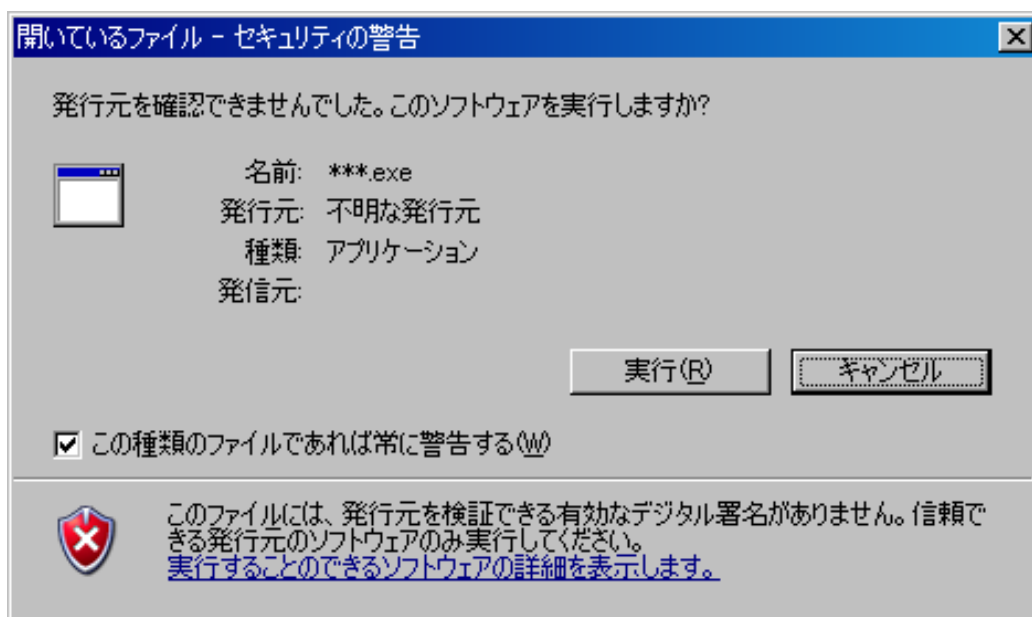 開いているファイル - セキュリティの警告
発行元を確認できませんでした。このソフトウェアを実行しますか?
名前: ***.exe
発行元: 不明な発行元
種類: アプリケーション
発信元:
実行(R) キャンセル
この種類のファイルであれば常に警告する(W)
このファイルには、発行元を検証できる有効なデジタル署名がありません。信頼で
きる発行元のソフトウェアのみ実行してください。
実行することのできるソフトウェアの詳細を表示します。